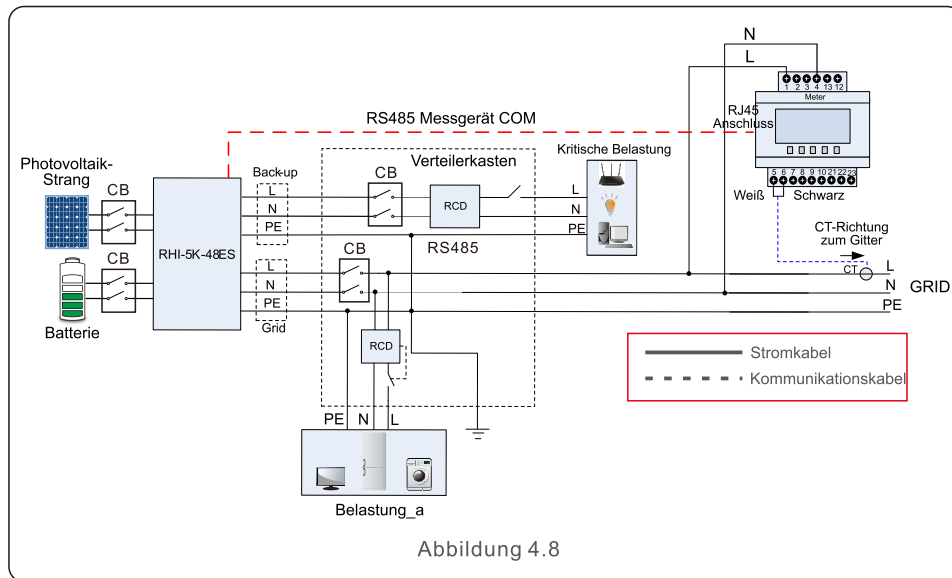 N
L
1 2 3 4 13 12
Meter
RJ45
Anschluss
5 6 7 8 9 10 21 22 23
Weiß
Schwarz
RS485 Messgerät COM
Photovoltaik-
Strang
CB
CB
Batterie
RHI-5K-48ES
Back-up
L
N
PE
L
N
PE
Grid
Verteilerkasten
CB
RCD
RS485
CB
RCD
Kritische Belastung
L
N
PE
CT-Richtung
zum Gitter
CT
L
N
PE
GRID
Stromkabel
Kommunikationskabel
PE N L
Belastung_a
Abbildung 4.8